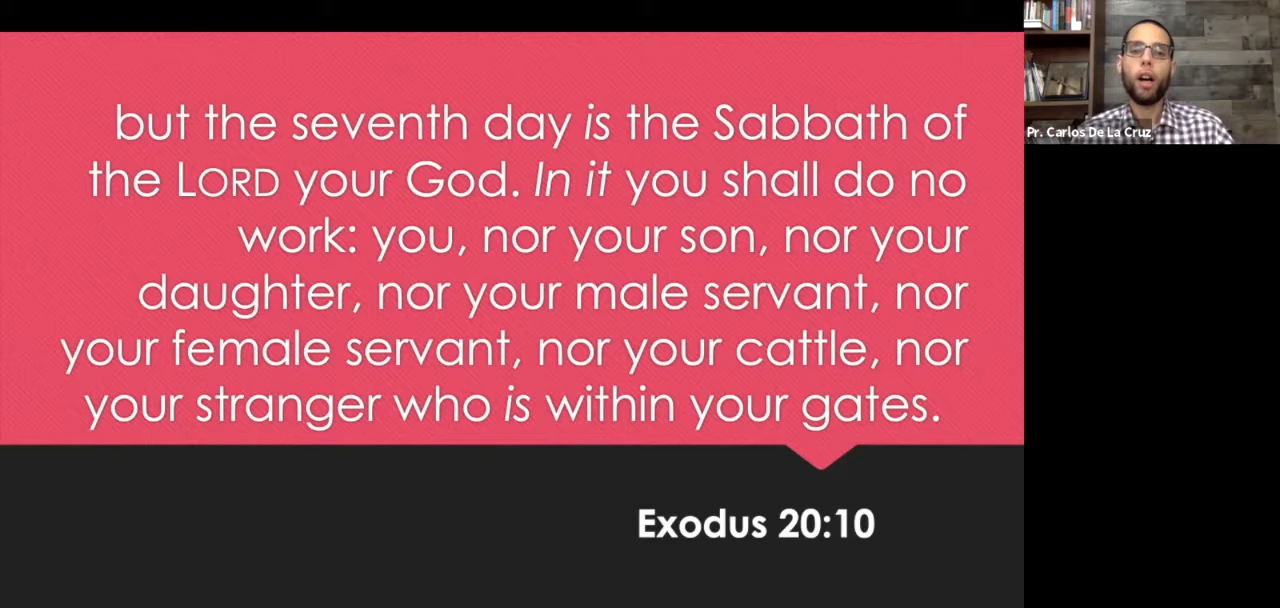 but the seventh day is the Sabbath of
the LORD your God. In it you shall do no
work: you, nor your son, nor your
daughter, nor your male servant, nor
your female servant, nor your cattle, nor
your stranger who is within your gates.
Exodus 20:10
Pr. Carlos De La Cruz